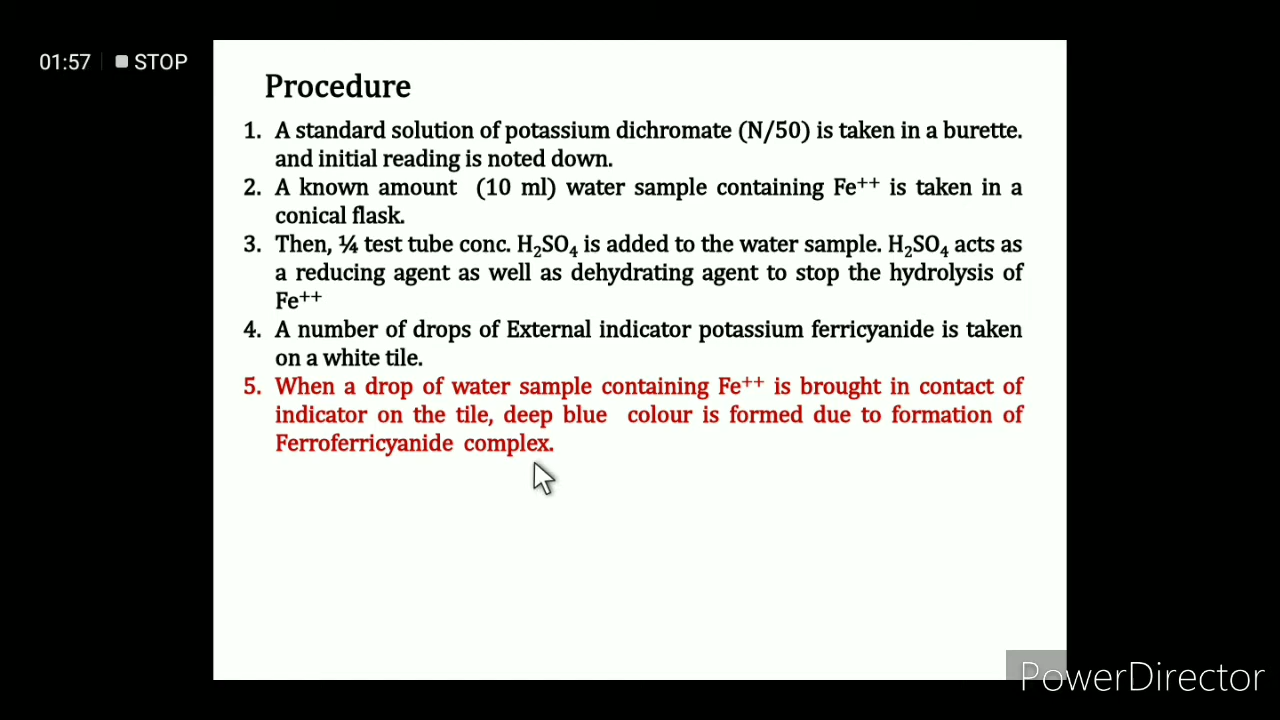 01:57 STOP
Procedure
1. A standard solution of potassium dichromate (N/50) is taken in a burette.
and initial reading is noted down.
2. A known amount (10 ml) water sample containing Fe⁺⁺ is taken in a
conical flask.
3. Then, ¼ test tube conc. H₂SO₄ is added to the water sample. H₂SO₄ acts as
a reducing agent as well as dehydrating agent to stop the hydrolysis of
Fe⁺⁺
4. A number of drops of External indicator potassium ferricyanide is taken
on a white tile.
5. When a drop of water sample containing Fe⁺⁺ is brought in contact of
indicator on the tile, deep blue colour is formed due to formation of
Ferroferricyanide complex.
PowerDirector